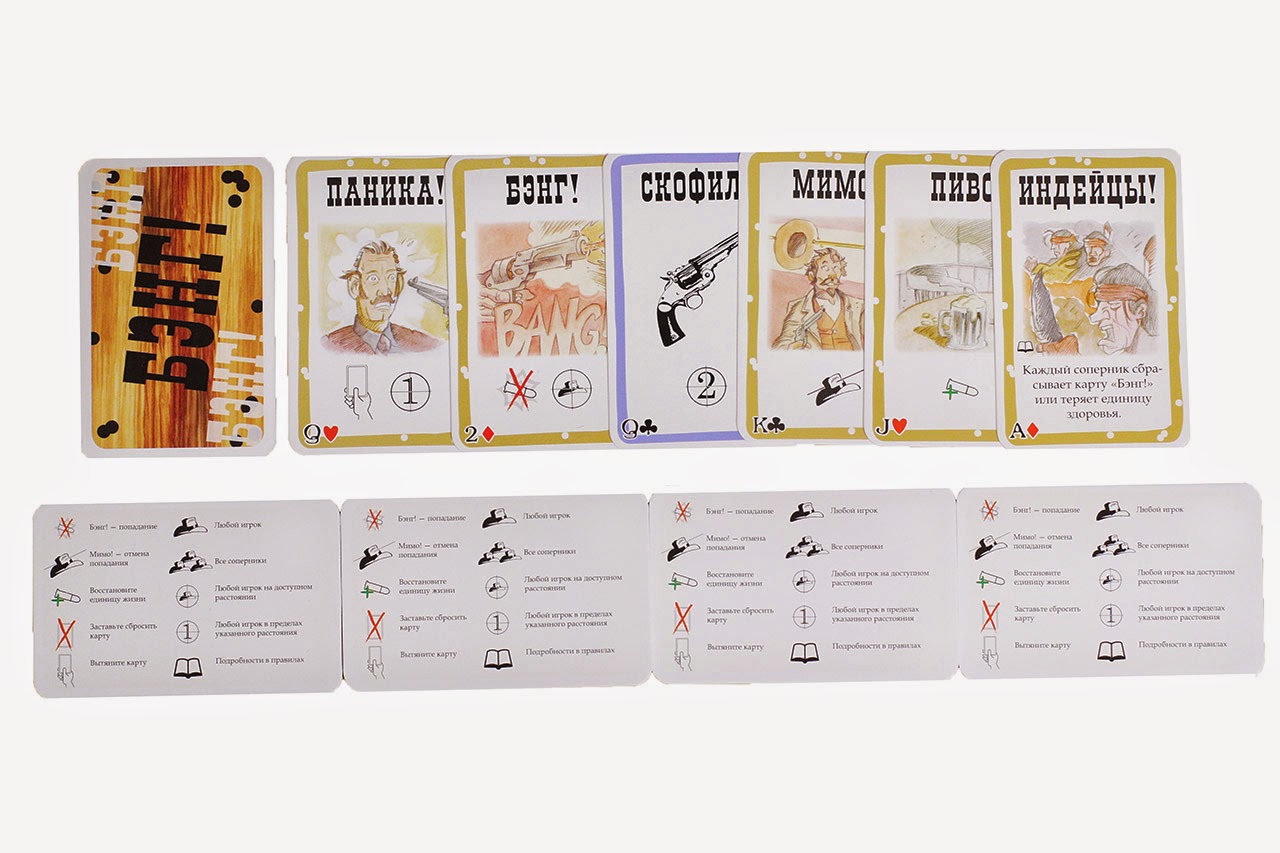 БЭНГ!
БЭНГ!
БЭНГ!
ПАНИКА!
1
Q♥
БЭНГ!
BANG!
2♦
СКОФИЛ
2
Q♣
МИМО
K♣
ПИВО
J♥
ИНДЕЙЦЫ!
Каждый соперник сбра-
сывает карту «Бэнг!»
или теряет единицу
здоровья.
A♦
Бэнг! — попадание
Мимо! — отмена
попадания
Восстановите
единицу жизни
Заставьте сбросить
карту
Вытяните карту
Любой игрок
Все соперники
Любой игрок на доступном
расстоянии
1
Любой игрок в пределах
указанного расстояния
Подробности в правилах
Бэнг! — попадание
Мимо! — отмена
попадания
Восстановите
единицу жизни
Заставьте сбросить
карту
Вытяните карту
Любой игрок
Все соперники
Любой игрок на доступном
расстоянии
1
Любой игрок в пределах
указанного расстояния
Подробности в правилах
Бэнг! — попадание
Мимо! — отмена
попадания
Восстановите
единицу жизни
Заставьте сбросить
карту
Вытяните карту
Любой игрок
Все соперники
Любой игрок на доступном
расстоянии
1
Любой игрок в пределах
указанного расстояния
Подробности в правилах
Бэнг! — попадание
Мимо! — отмена
попадания
Восстановите
единицу жизни
Заставьте сбросить
карту
Вытяните карту
Любой игрок
Все соперники
Любой игрок на доступном
расстоянии
1
Любой игрок в пределах
указанного расстояния
Подробности в правилах